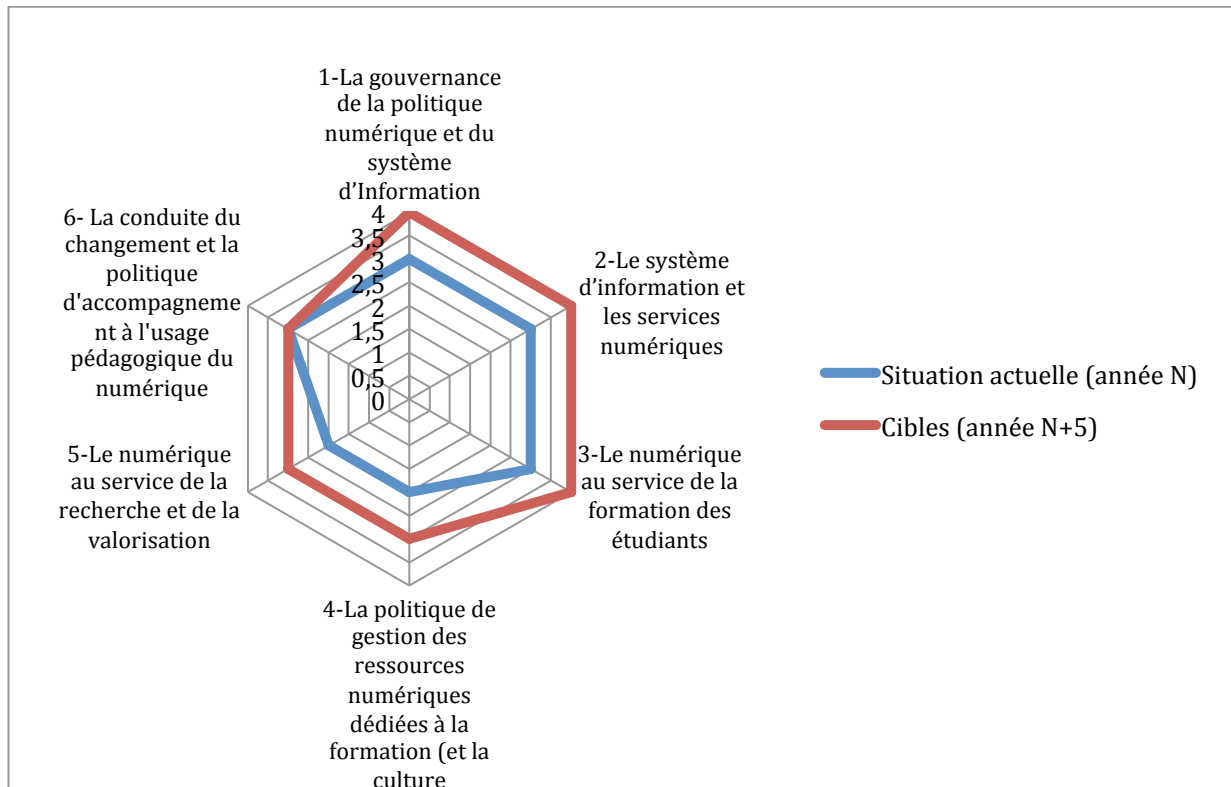 1-La gouvernance
de la politique
numérique et du
système
d’Information
4
3,5
3
2,5
2
1,5
1
0,5
0
2-Le système
d’information et
les services
numériques
3-Le numérique
au service de la
formation des
étudiants
4-La politique de
gestion des
ressources
numériques
dédiées à la
formation (et la
culture
5-Le numérique
au service de la
recherche et de la
valorisation
6- La conduite du
changement et la
politique
d'accompagneme
nt à l'usage
pédagogique du
numérique
Situation actuelle (année N)
Cibles (année N+5)